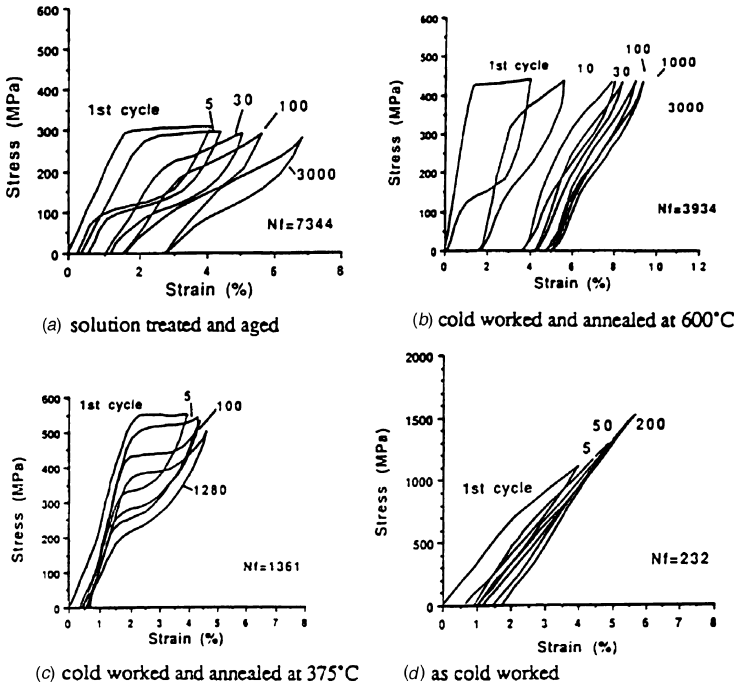 600
500
400
300
200
100
0
Stress (MPa)
1st cycle
5
30
100
3000
Nf=7344
0 2 4 6 8
Strain (%)
(a) solution treated and aged
600
500
400
300
200
100
0
Stress (MPa)
1st cycle
10
30
100
1000
3000
Nf=3934
0 2 4 6 8 10 12
Strain (%)
(b) cold worked and annealed at 600°C
600
500
400
300
200
100
0
Stress (MPa)
1st cycle
5
100
1280
Nf=1361
0 1 2 3 4 5 6 7 8
Strain (%)
(c) cold worked and annealed at 375°C
2000
1500
1000
500
0
Stress (MPa)
1st cycle
5
50
200
Nf=232
0 1 2 3 4 5 6 7 8
Strain (%)
(d) as cold worked